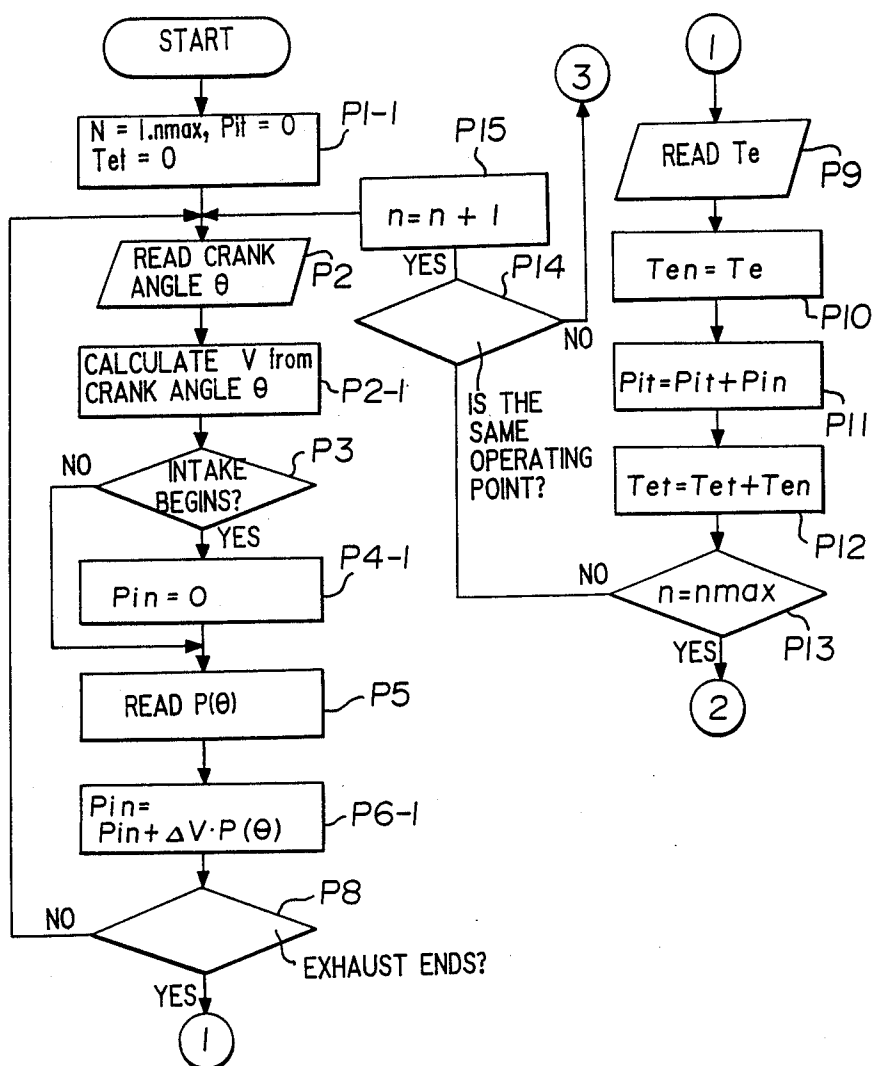 START
N = 1.nmax, Pit = 0
Tet = 0
P1-1
READ CRANK
ANGLE θ
P2
CALCULATE V from
CRANK ANGLE θ
P2-1
INTAKE
BEGINS?
P3
NO
YES
Pin = 0
P4-1
READ P(θ)
P5
Pin=
Pin+ΔV·P(θ)
P6-1
P8
NO
EXHAUST ENDS?
YES
1
3
P15
n=n+1
YES
P14
NO
IS THE
SAME
OPERATING
POINT?
1
READ Te
P9
Ten=Te
P10
Pit=Pit+Pin
P11
Tet=Tet+Ten
P12
NO
n=nmax
P13
YES
2